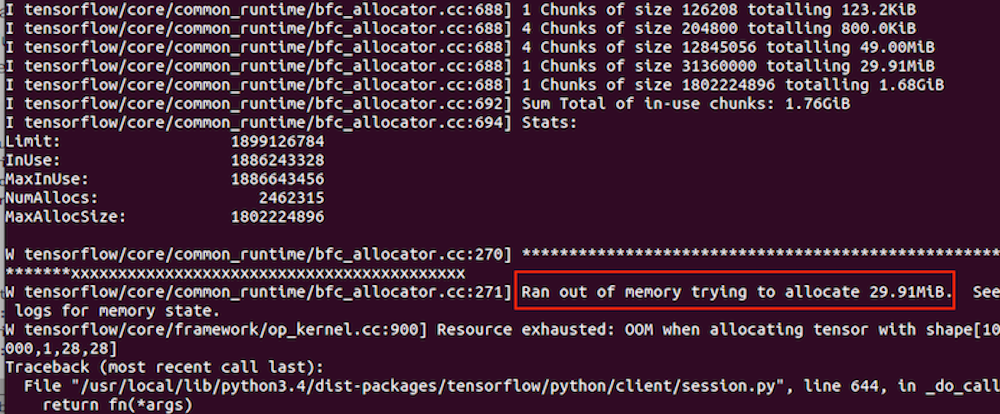 I tensorflow/core/common_runtime/bfc_allocator.cc:688] 1 Chunks of size 126208 totalling 123.2KiB
I tensorflow/core/common_runtime/bfc_allocator.cc:688] 4 Chunks of size 204800 totalling 800.0KiB
I tensorflow/core/common_runtime/bfc_allocator.cc:688] 4 Chunks of size 12845056 totalling 49.00MiB
I tensorflow/core/common_runtime/bfc_allocator.cc:688] 1 Chunks of size 31360000 totalling 29.91MiB
I tensorflow/core/common_runtime/bfc_allocator.cc:688] 1 Chunks of size 1802224896 totalling 1.68GiB
I tensorflow/core/common_runtime/bfc_allocator.cc:692] Sum Total of in-use chunks: 1.76GiB
I tensorflow/core/common_runtime/bfc_allocator.cc:694] Stats:
Limit: 1899126784
InUse: 1886243328
MaxInUse: 1886643456
NumAllocs: 2462315
MaxAllocSize: 1802224896
W tensorflow/core/common_runtime/bfc_allocator.cc:270] ***************************************************
*******xxxxxxxxxxxxxxxxxxxxxxxxxxxxxxxxxxxxxxxxxx
W tensorflow/core/common_runtime/bfc_allocator.cc:271] Ran out of memory trying to allocate 29.91MiB. See
logs for memory state.
W tensorflow/core/framework/op_kernel.cc:900] Resource exhausted: OOM when allocating tensor with shape[10
000,1,28,28]
Traceback (most recent call last):
File "/usr/local/lib/python3.4/dist-packages/tensorflow/python/client/session.py", line 644, in _do_call
return fn(*args)